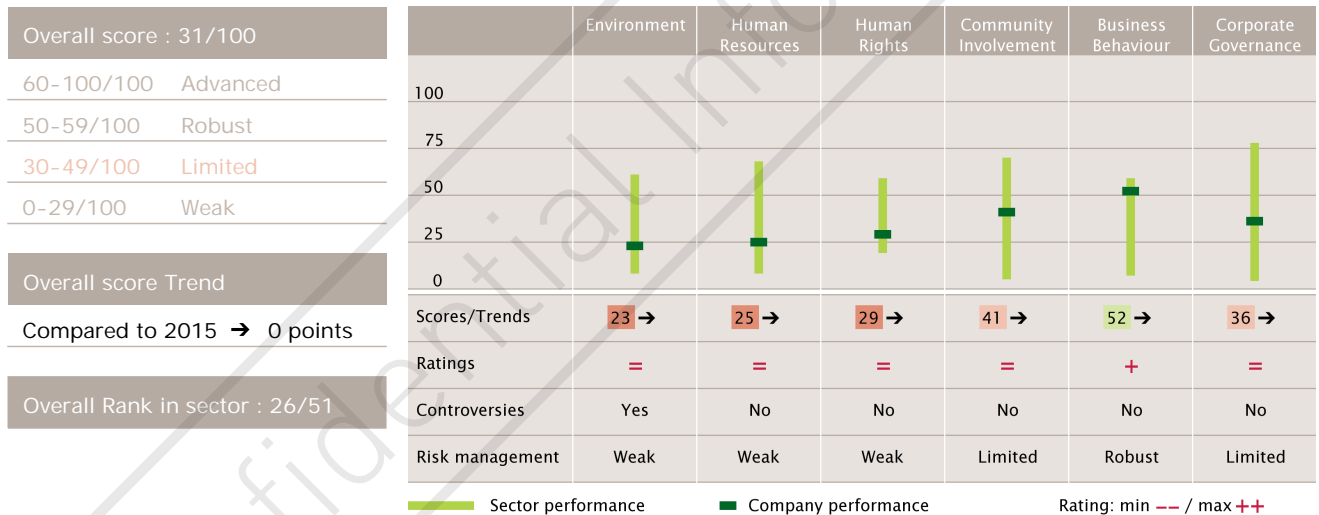 Overall score : 31/100
60-100/100 Advanced
50-59/100 Robust
30-49/100 Limited
0-29/100 Weak
Overall score Trend
Compared to 2015 ➔ 0 points
Overall Rank in sector : 26/51
Environment Human Resources Human Rights Community Involvement Business Behaviour Corporate Governance
100
75
50
25
0
Scores/Trends 23 ➔ 25 ➔ 29 ➔ 41 ➔ 52 ➔ 36 ➔
Ratings = = = = + =
Controversies Yes No No No No No
Risk management Weak Weak Weak Limited Robust Limited
Sector performance Company performance Rating: min -- / max ++
fidential Inf